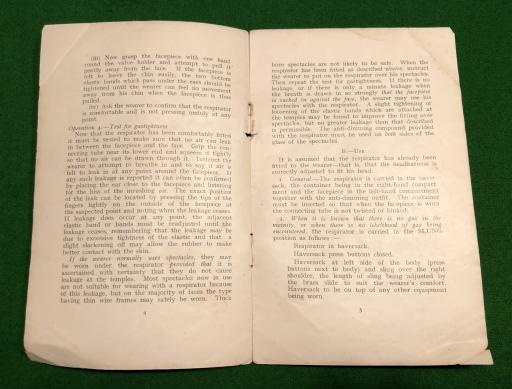 (iii) Now grasp the facepiece with one hand
round the valve holder and attempt to pull it
gently away from the face. If the facepiece is
felt to leave the chin easily, the two bottom
elastic bands which pass under the ears should be
tightened until the wearer can feel no movement
away from his chin when the facepiece is thus
pulled.
(iv) Ask the wearer to confirm that the respirator
is comfortable and is not pressing unduly at any
point.
Operation 4.—Test for gastightness
Now that the respirator has been comfortably fitted
it must be tested to make sure that no air can leak
in between the facepiece and the face. Grip the con-
necting tube near its lower end and squeeze it tightly
so that no air can be drawn through it. Instruct the
wearer to attempt to breathe in and to say if air is
felt to leak in at any point around the facepiece. If
any such leakage is reported it can often be confirmed
by placing the ear close to the facepiece and listening
for the hiss of the inrushing air. The exact position
of the leak can be located by pressing the tips of the
fingers lightly on the outside of the facepiece at
the suspected point and noting when the leakage ceases.
If leakage does occur at any point, the adjacent
elastic band or bands must be readjusted until the
leakage ceases, remembering that the leakage may be
due to excessive tightness of the elastic and that a
slight slackening off may allow the rubber to make
better contact with the skin.
If the wearer normally uses spectacles, they may
be worn under the respirator provided that it is
ascertained with certainty that they do not cause
leakage at the temples. Most spectacles now in use
are not suitable for wearing with a respirator because
of this leakage, but on the majority of faces the type
having thin wire frames may safely be worn. Thick
4
horn spectacles are not likely to be safe. When the
respirator has been fitted as described above, instruct
the wearer to put on the respirator over his spectacles.
Then repeat the test for gastightness. If there is no
leakage, or if there is only a minute leakage when
the breath is drawn in so strongly that the facepiece
is sucked in against the face, the wearer may use his
spectacles with the respirator. A slight tightening or
loosening of the elastic bands which are attached at
the temples may be found to improve the fitting over
spectacles, but no greater leakage than that described
is permissible. The anti-dimming compound provided
with the respirator must be used on both sides of the
glass of the spectacles.
II.—Use.
It is assumed that the respirator has already been
fitted to the wearer—that is, that the headharness is
correctly adjusted to fit his head.
1. General.—The respirator is carried in the haver-
sack, the container being in the right-hand compart
ment and the facepiece in the left-hand compartment
together with the anti-dimming outfit. The container
must be inserted so that when the facepiece is worn
the connecting tube is not twisted or kinked.
2. When it is known that there is no gas in the
vicinity, or when there is no likelihood of gas being
encountered, the respirator is carried in the SLUNG
position as follows :—
Respirator in haversack.
Haversack press buttons closed.
Haversack at left side of the body (press
buttons next to body) and sling over the right
shoulder, the length of sling being adjusted by
the brass slide to suit the wearer's comfort.
Haversack to be on top of any other equipment
being worn.
5